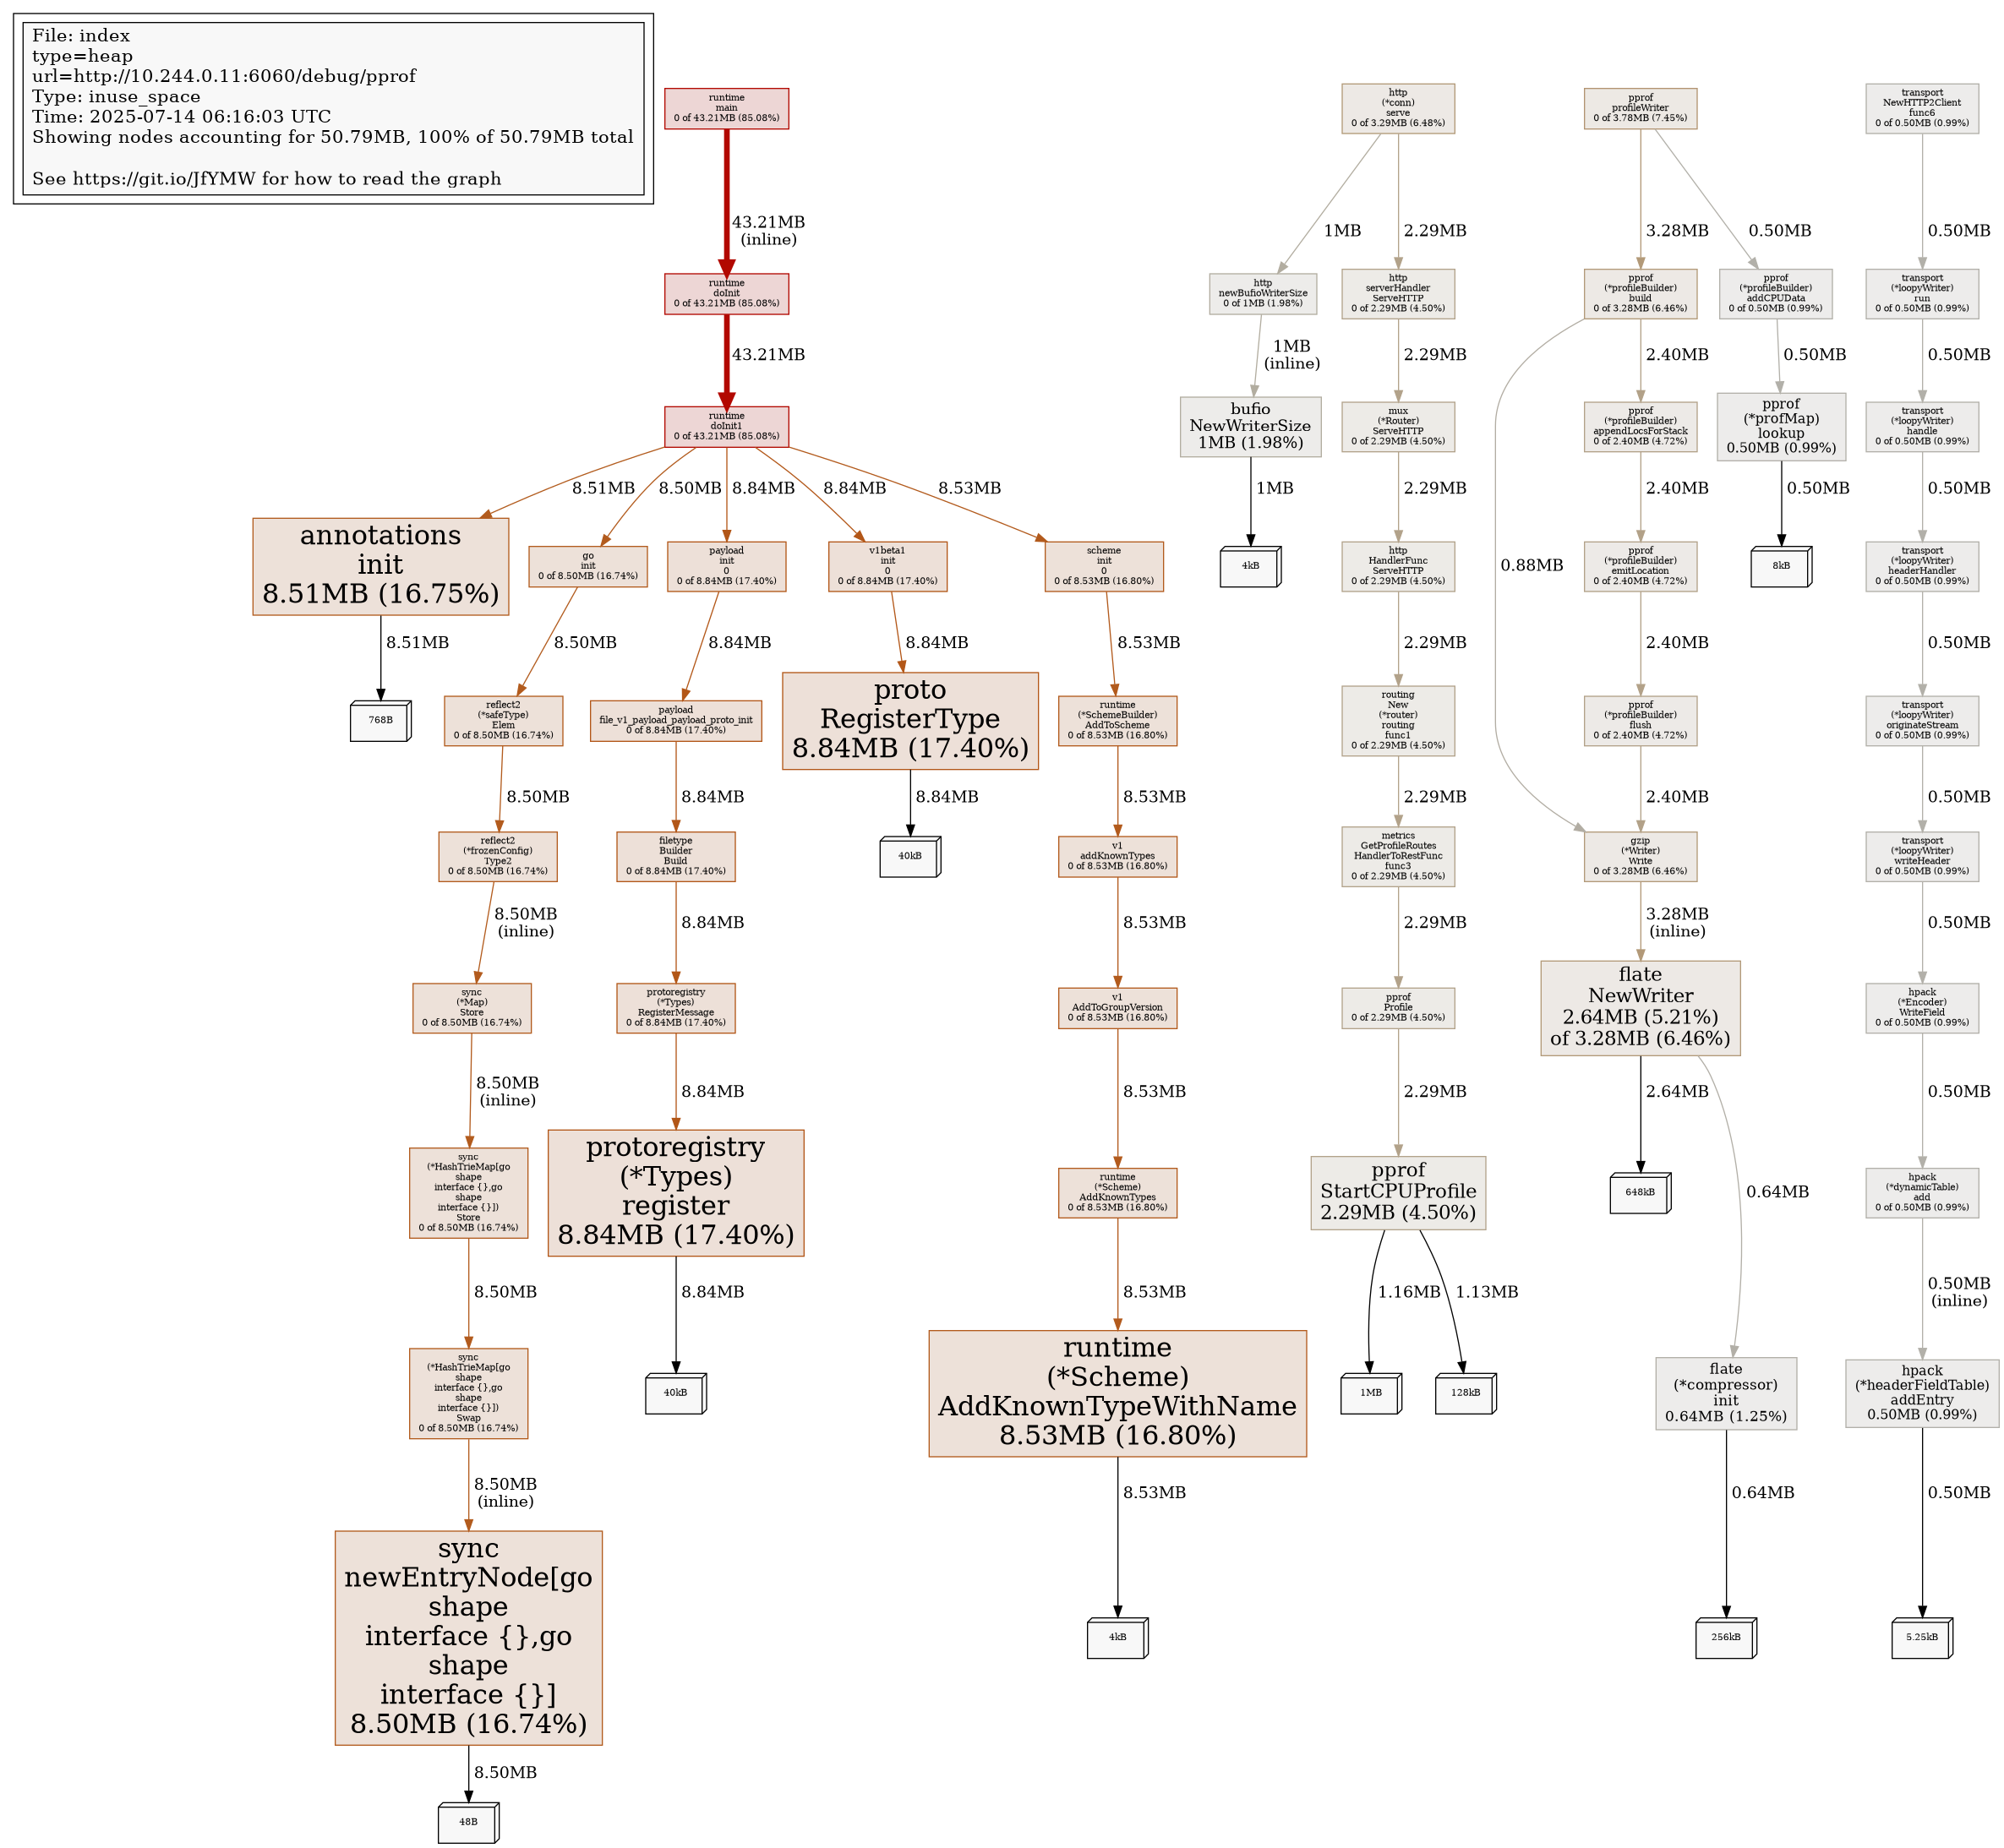 File: index
type=heap
url=http://10.244.0.11:6060/debug/pprof
Type: inuse_space
Time: 2025-07-14 06:16:03 UTC
Showing nodes accounting for 50.79MB, 100% of 50.79MB total
See https://git.io/JfYMW for how to read the graph
runtime
main
0 of 43.21MB (85.08%)
43.21MB
(inline)
runtime
doInit
0 of 43.21MB (85.08%)
43.21MB
runtime
doInit1
0 of 43.21MB (85.08%)
8.51MB
8.50MB
8.84MB
8.84MB
8.53MB
annotations
init
8.51MB (16.75%)
8.51MB
768B
go
init
0 of 8.50MB (16.74%)
8.50MB
reflect2
(*safeType)
Elem
0 of 8.50MB (16.74%)
8.50MB
reflect2
(*frozenConfig)
Type2
0 of 8.50MB (16.74%)
8.50MB
(inline)
sync
(*Map)
Store
0 of 8.50MB (16.74%)
8.50MB
(inline)
sync
(*HashTrieMap[go
shape
interface {},go
shape
interface {}])
Store
0 of 8.50MB (16.74%)
8.50MB
sync
(*HashTrieMap[go
shape
interface {},go
shape
interface {}])
Swap
0 of 8.50MB (16.74%)
8.50MB
(inline)
sync
newEntryNode[go
shape
interface {},go
shape
interface {}]
8.50MB (16.74%)
8.50MB
48B
payload
init
0
0 of 8.84MB (17.40%)
8.84MB
payload
file_v1_payload_payload_proto_init
0 of 8.84MB (17.40%)
8.84MB
filetype
Builder
Build
0 of 8.84MB (17.40%)
8.84MB
protoregistry
(*Types)
RegisterMessage
0 of 8.84MB (17.40%)
8.84MB
protoregistry
(*Types)
register
8.84MB (17.40%)
8.84MB
40kB
v1beta1
init
0
0 of 8.84MB (17.40%)
8.84MB
proto
RegisterType
8.84MB (17.40%)
8.84MB
40kB
scheme
init
0
0 of 8.53MB (16.80%)
8.53MB
runtime
(*SchemeBuilder)
AddToScheme
0 of 8.53MB (16.80%)
8.53MB
v1
addKnownTypes
0 of 8.53MB (16.80%)
8.53MB
v1
AddToGroupVersion
0 of 8.53MB (16.80%)
8.53MB
runtime
(*Scheme)
AddKnownTypes
0 of 8.53MB (16.80%)
8.53MB
runtime
(*Scheme)
AddKnownTypeWithName
8.53MB (16.80%)
8.53MB
4kB
http
(*conn)
serve
0 of 3.29MB (6.48%)
1MB
2.29MB
http
newBufioWriterSize
0 of 1MB (1.98%)
1MB
(inline)
bufio
NewWriterSize
1MB (1.98%)
1MB
4kB
http
serverHandler
ServeHTTP
0 of 2.29MB (4.50%)
2.29MB
mux
(*Router)
ServeHTTP
0 of 2.29MB (4.50%)
2.29MB
http
HandlerFunc
ServeHTTP
0 of 2.29MB (4.50%)
2.29MB
routing
New
(*router)
routing
func1
0 of 2.29MB (4.50%)
2.29MB
metrics
GetProfileRoutes
HandlerToRestFunc
func3
0 of 2.29MB (4.50%)
2.29MB
pprof
Profile
0 of 2.29MB (4.50%)
2.29MB
pprof
StartCPUProfile
2.29MB (4.50%)
1.16MB
1.13MB
1MB
128kB
pprof
profileWriter
0 of 3.78MB (7.45%)
3.28MB
0.50MB
pprof
(*profileBuilder)
build
0 of 3.28MB (6.46%)
0.88MB
2.40MB
pprof
(*profileBuilder)
appendLocsForStack
0 of 2.40MB (4.72%)
2.40MB
pprof
(*profileBuilder)
emitLocation
0 of 2.40MB (4.72%)
2.40MB
pprof
(*profileBuilder)
flush
0 of 2.40MB (4.72%)
2.40MB
gzip
(*Writer)
Write
0 of 3.28MB (6.46%)
3.28MB
(inline)
flate
NewWriter
2.64MB (5.21%)
of 3.28MB (6.46%)
2.64MB
0.64MB
648kB
flate
(*compressor)
init
0.64MB (1.25%)
0.64MB
256kB
pprof
(*profileBuilder)
addCPUData
0 of 0.50MB (0.99%)
0.50MB
pprof
(*profMap)
lookup
0.50MB (0.99%)
0.50MB
8kB
transport
NewHTTP2Client
func6
0 of 0.50MB (0.99%)
0.50MB
transport
(*loopyWriter)
run
0 of 0.50MB (0.99%)
0.50MB
transport
(*loopyWriter)
handle
0 of 0.50MB (0.99%)
0.50MB
transport
(*loopyWriter)
headerHandler
0 of 0.50MB (0.99%)
0.50MB
transport
(*loopyWriter)
originateStream
0 of 0.50MB (0.99%)
0.50MB
transport
(*loopyWriter)
writeHeader
0 of 0.50MB (0.99%)
0.50MB
hpack
(*Encoder)
WriteField
0 of 0.50MB (0.99%)
0.50MB
hpack
(*dynamicTable)
add
0 of 0.50MB (0.99%)
0.50MB
(inline)
hpack
(*headerFieldTable)
addEntry
0.50MB (0.99%)
0.50MB
5.25kB